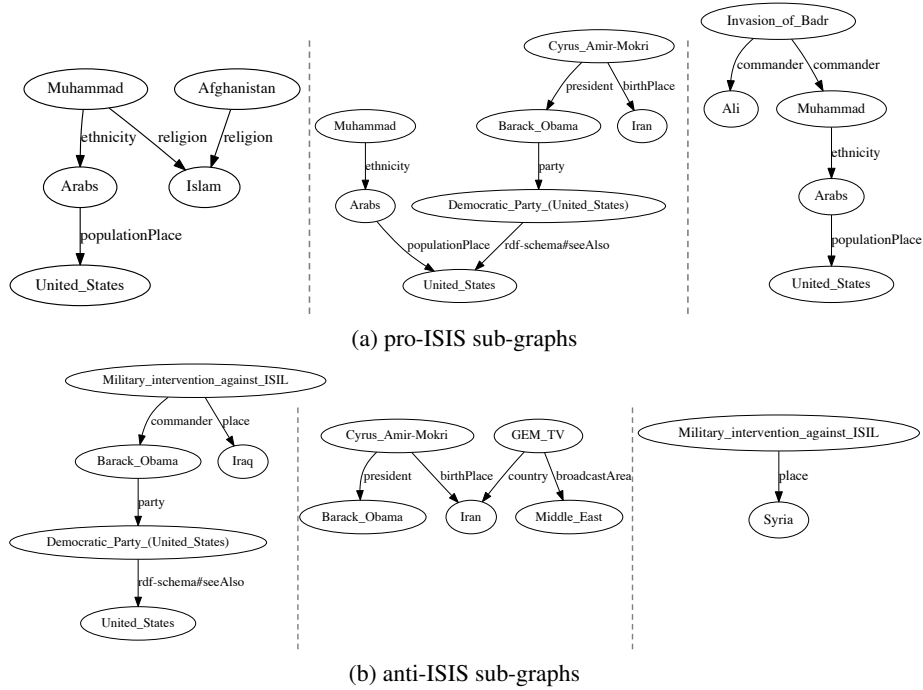 Muhammad
Afghanistan
ethnicity
religion
religion
Arabs
Islam
populationPlace
United_States
Cyrus_Amir-Mokri
president
birthPlace
Muhammad
Barack_Obama
Iran
ethnicity
party
Arabs
Democratic_Party_(United_States)
populationPlace
rdf-schema#seeAlso
United_States
Invasion_of_Badr
commander
commander
Ali
Muhammad
ethnicity
Arabs
populationPlace
United_States
(a) pro-ISIS sub-graphs
Military_intervention_against_ISIL
commander
place
Barack_Obama
Iraq
party
Democratic_Party_(United_States)
rdf-schema#seeAlso
United_States
Cyrus_Amir-Mokri
GEM_TV
president
birthPlace
country
broadcastArea
Barack_Obama
Iran
Middle_East
Military_intervention_against_ISIL
place
Syria
(b) anti-ISIS sub-graphs